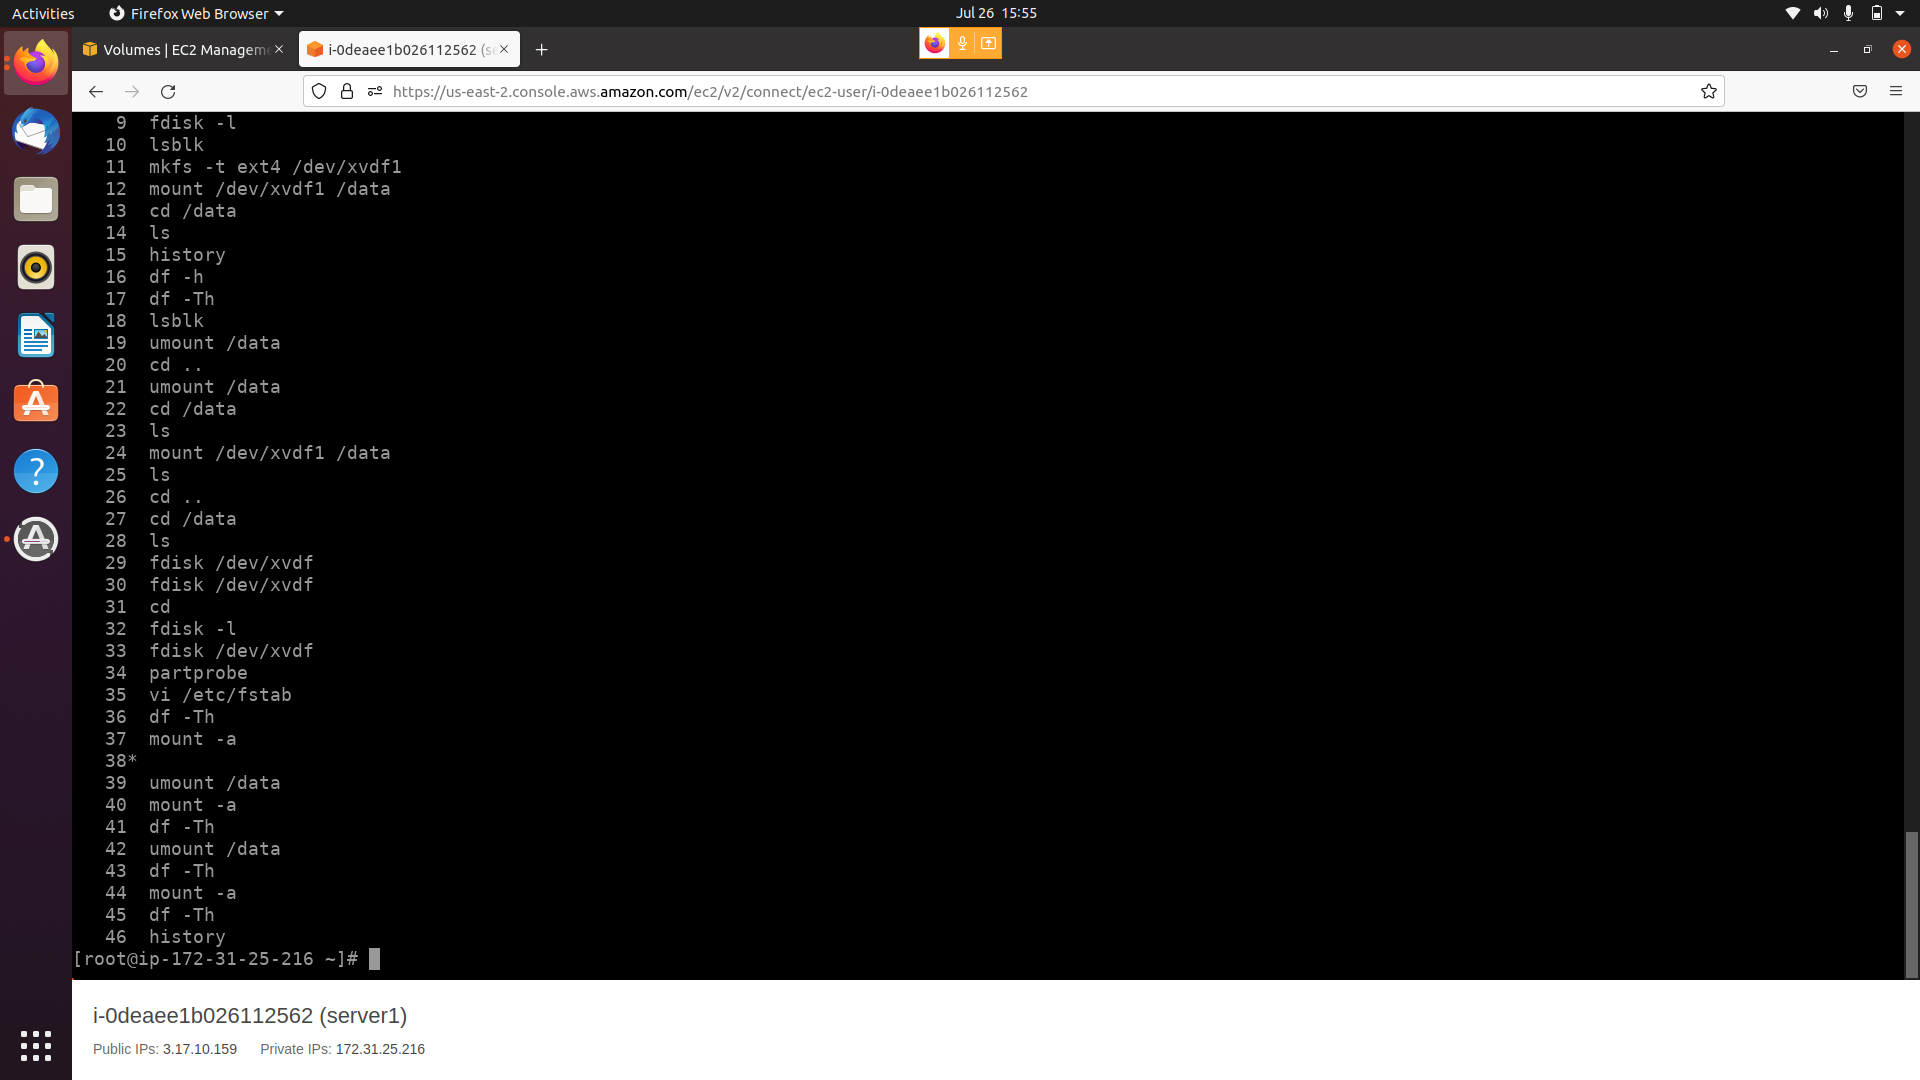 Activities
Firefox Web Browser
Jul 26 15:55
Volumes | EC2 Manageme
i-0deaee1b026112562 (se
https://us-east-2.console.aws.amazon.com/ec2/v2/connect/ec2-user/i-0deaee1b026112562
9 fdisk -l
10 lsblk
11 mkfs -t ext4 /dev/xvdf1
12 mount /dev/xvdf1 /data
13 cd /data
14 ls
15 history
16 df -h
17 df -Th
18 lsblk
19 umount /data
20 cd ..
21 umount /data
22 cd /data
23 ls
24 mount /dev/xvdf1 /data
25 ls
26 cd ..
27 cd /data
28 ls
29 fdisk /dev/xvdf
30 fdisk /dev/xvdf
31 cd
32 fdisk -l
33 fdisk /dev/xvdf
34 partprobe
35 vi /etc/fstab
36 df -Th
37 mount -a
38*
39 umount /data
40 mount -a
41 df -Th
42 umount /data
43 df -Th
44 mount -a
45 df -Th
46 history
[root@ip-172-31-25-216 ~]#
i-0deaee1b026112562 (server1)
Public IPs: 3.17.10.159 Private IPs: 172.31.25.216